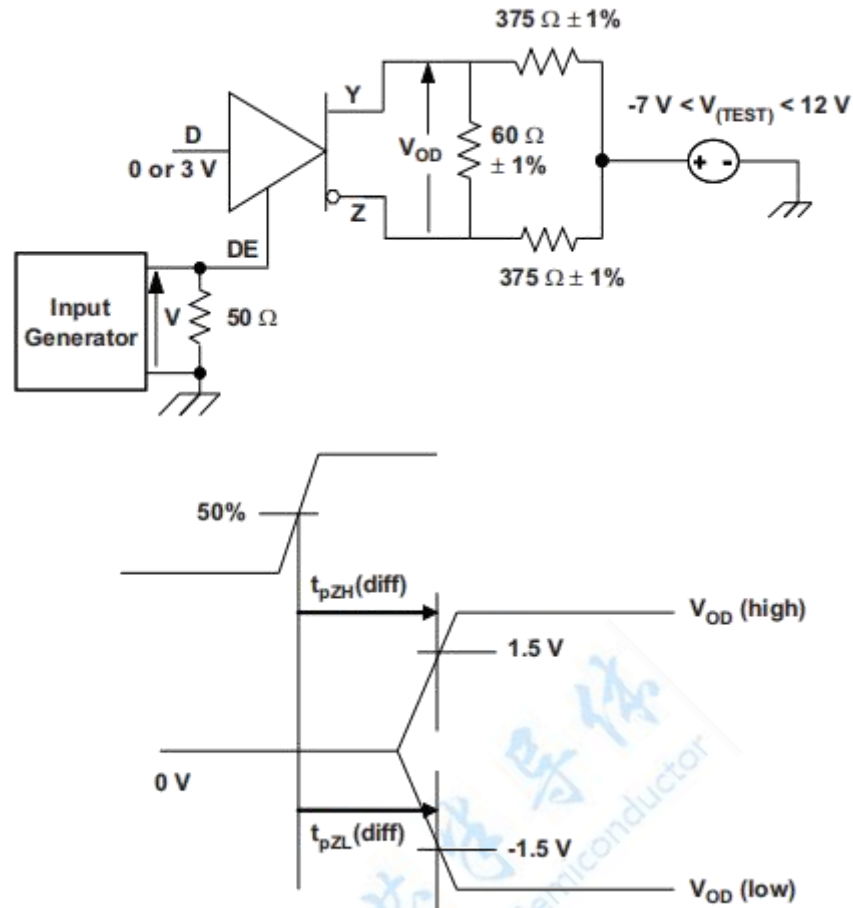 375 Ω ± 1%
-7 V < V(TEST) < 12 V
Y
D
0 or 3 V
VOD
60 Ω
± 1%
Z
DE
375 Ω ± 1%
Input
Generator
V
50 Ω
50%
tpZH(diff)
VOD (high)
1.5 V
0 V
tpZL(diff)
-1.5 V
VOD (low)